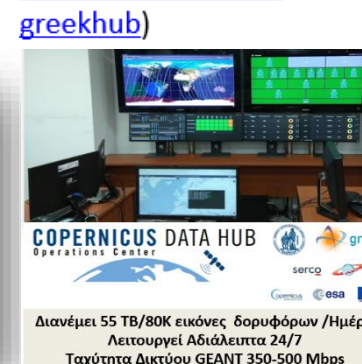 greekhub)
COPERNICUS DATA HUB
Operations Center
serco
esa
Διανέμει 55 TB/80K εικόνες δορυφόρων /Ημέρ
Λειτουργεί Αδιάλειπτα 24/7
Ταχύτητα Δικτύου GEANT 350-500 Mbps